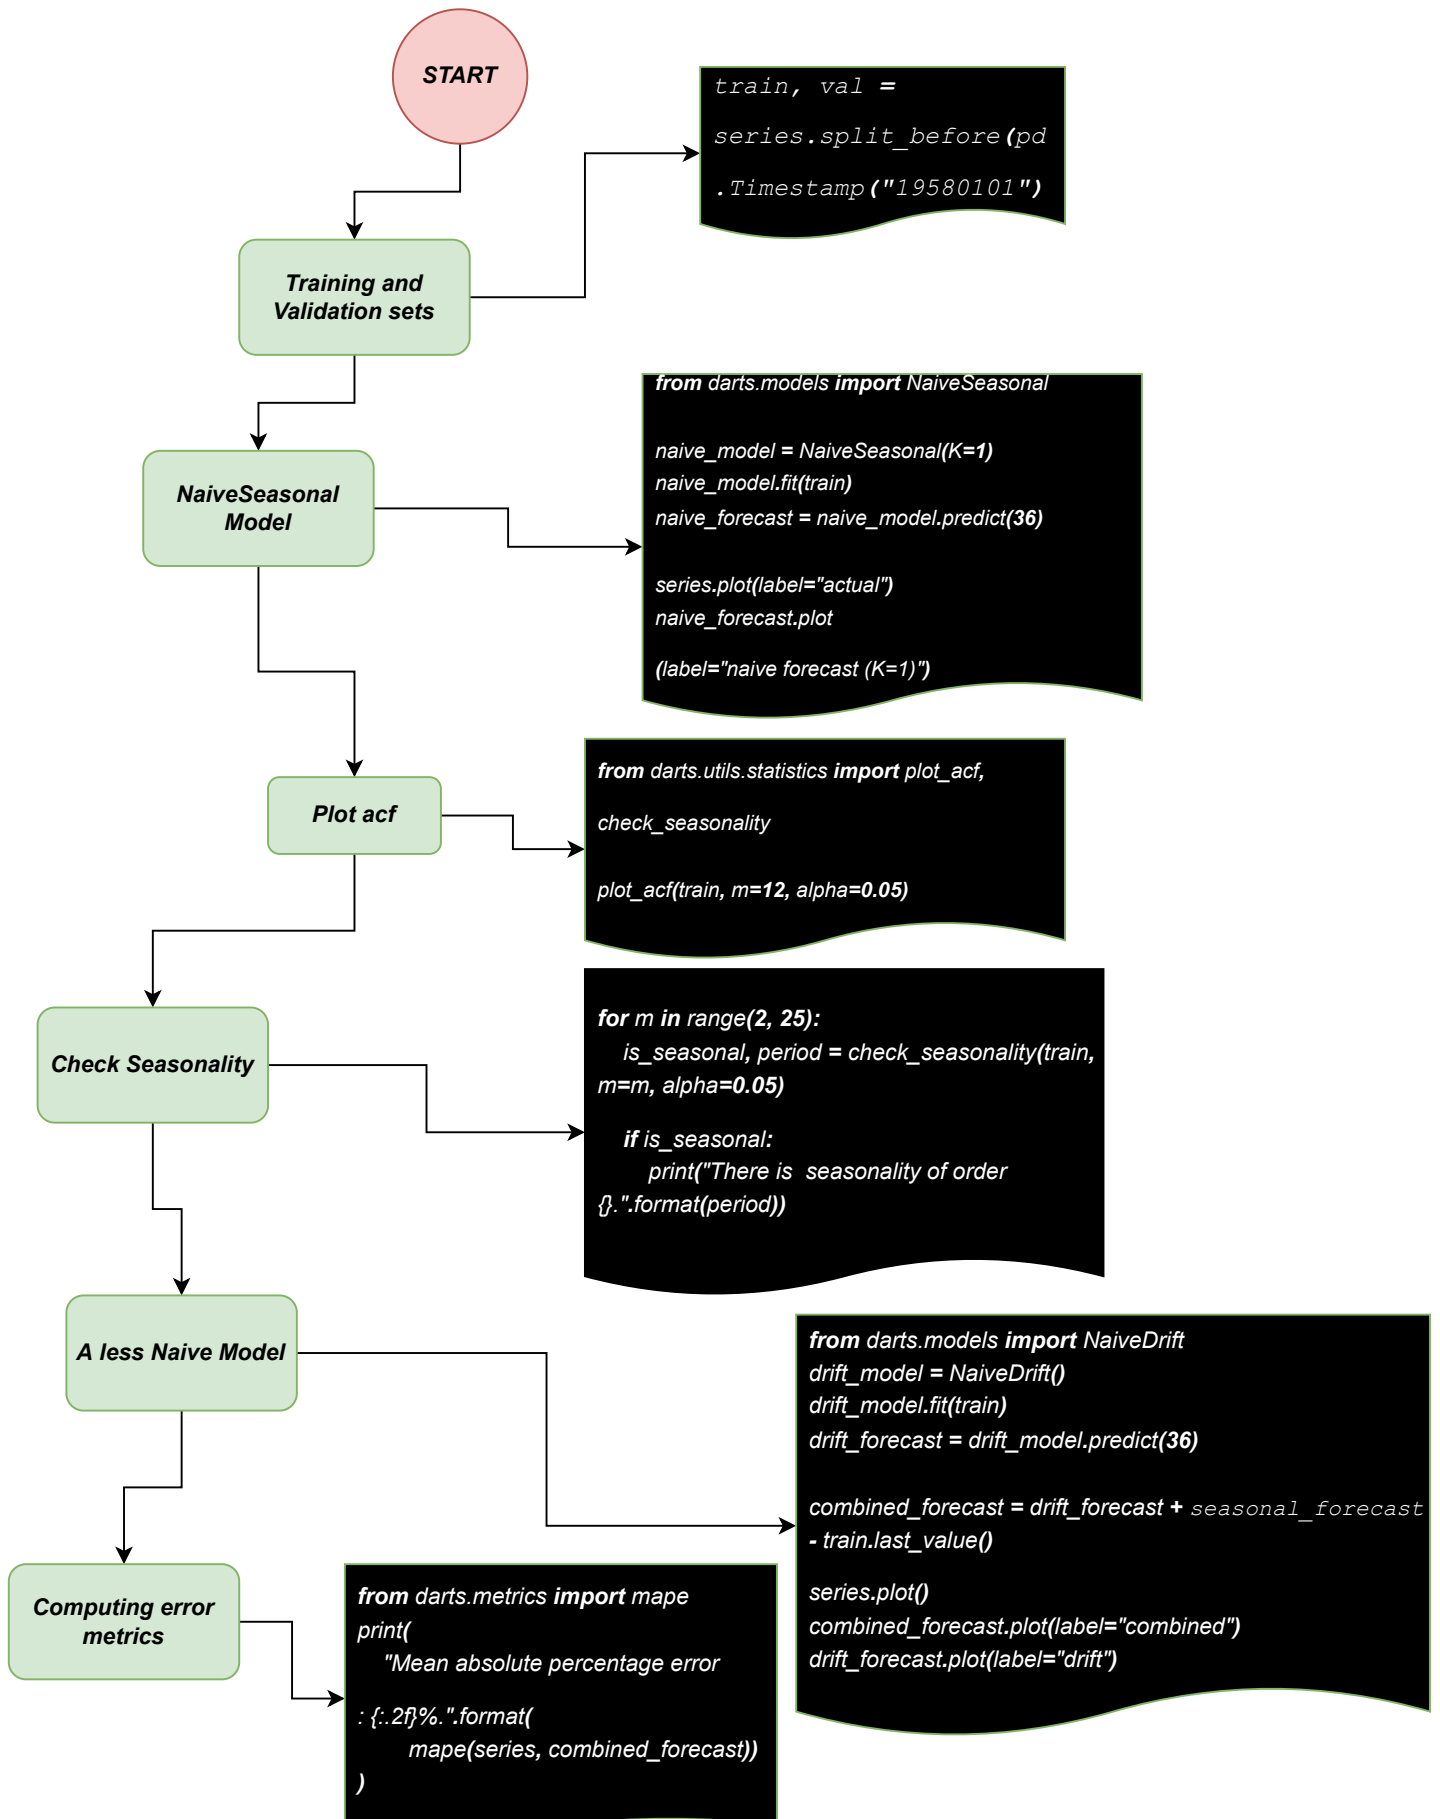 START
train, val =
series.split_before(pd
.Timestamp("19580101")
Training and
Validation sets
from darts.models import NaiveSeasonal
naive_model = NaiveSeasonal(K=1)
naive_model.fit(train)
naive_forecast = naive_model.predict(36)
series.plot(label="actual")
naive_forecast.plot
(label="naive forecast (K=1)")
NaiveSeasonal
Model
from darts.utils.statistics import plot_acf,
check_seasonality
plot_acf(train, m=12, alpha=0.05)
Plot acf
for m in range(2, 25):
is_seasonal, period = check_seasonality(train,
m=m, alpha=0.05)
if is_seasonal:
print("There is  seasonality of order
{}.".format(period))
Check Seasonality
A less Naive Model
from darts.models import NaiveDrift
drift_model = NaiveDrift()
drift_model.fit(train)
drift_forecast = drift_model.predict(36)
combined_forecast = drift_forecast + seasonal_forecast
- train.last_value()
series.plot()
combined_forecast.plot(label="combined")
drift_forecast.plot(label="drift")
Computing error
metrics
from darts.metrics import mape
print(
"Mean absolute percentage error
: {:.2f}%.".format(
mape(series, combined_forecast))
)